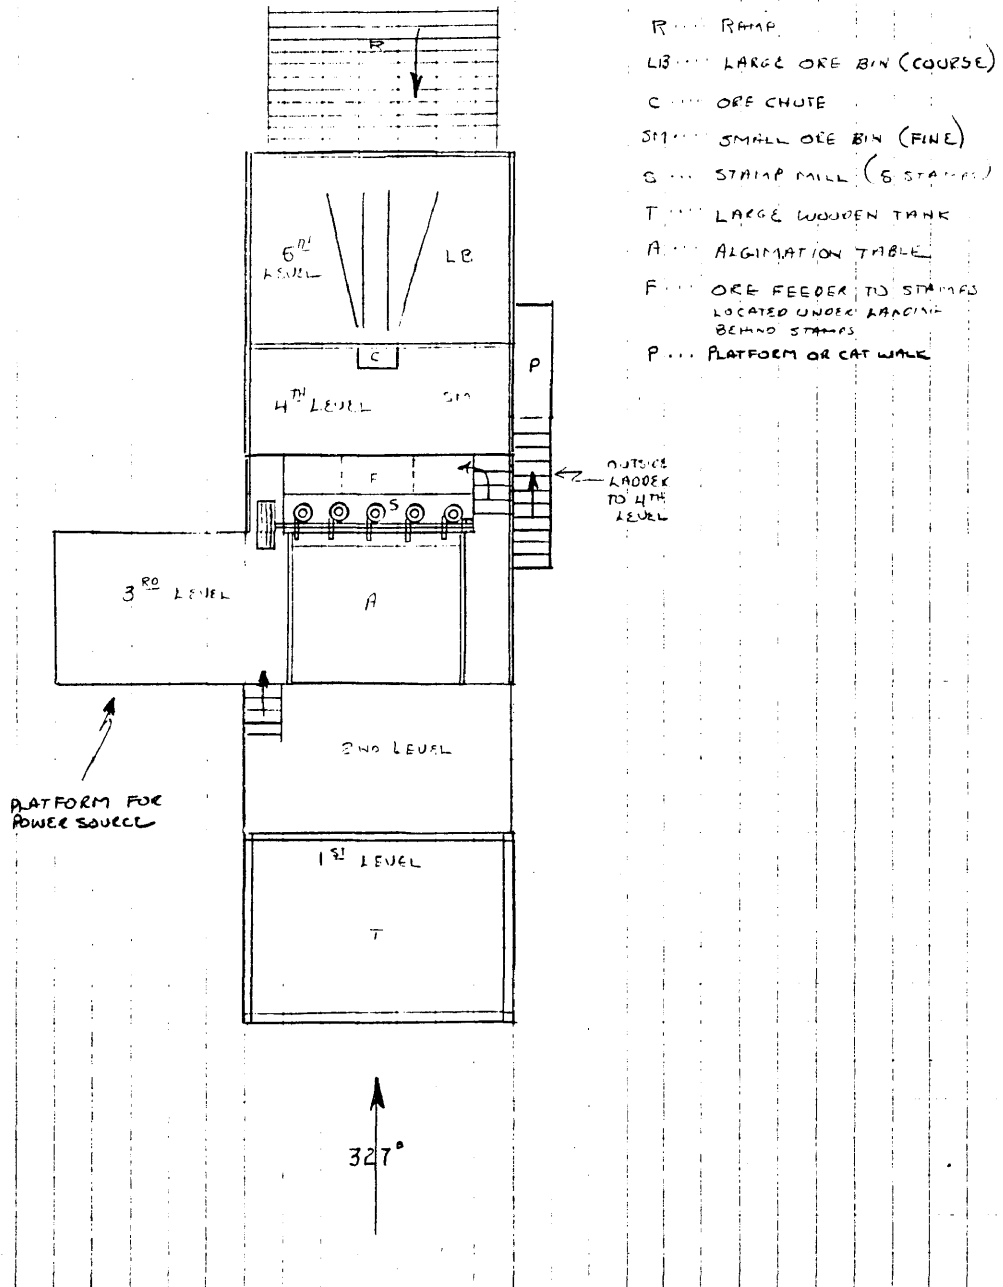 R .... RAMP
LB .... LARGE ORE BIN (COURSE)
C .... ORE CHUTE
SM .... SMALL ORE BIN (FINE)
S ... STAMP MILL (5 STAMPS)
T .... LARGE WOODEN TANK
A .... ALGIMATION TABLE
F .... ORE FEEDER TO STAMPS
LOCATED UNDER LANDING
BEHIND STAMPS
P ... PLATFORM OR CAT WALK
R
5TH
LEVEL
LB
C
P
4TH LEVEL
SM
F
S
OUTSIDE
LADDER
TO 4TH
LEVEL
3RD LEVEL
A
2ND LEVEL
PLATFORM FOR
POWER SOURCE
1ST LEVEL
T
327°